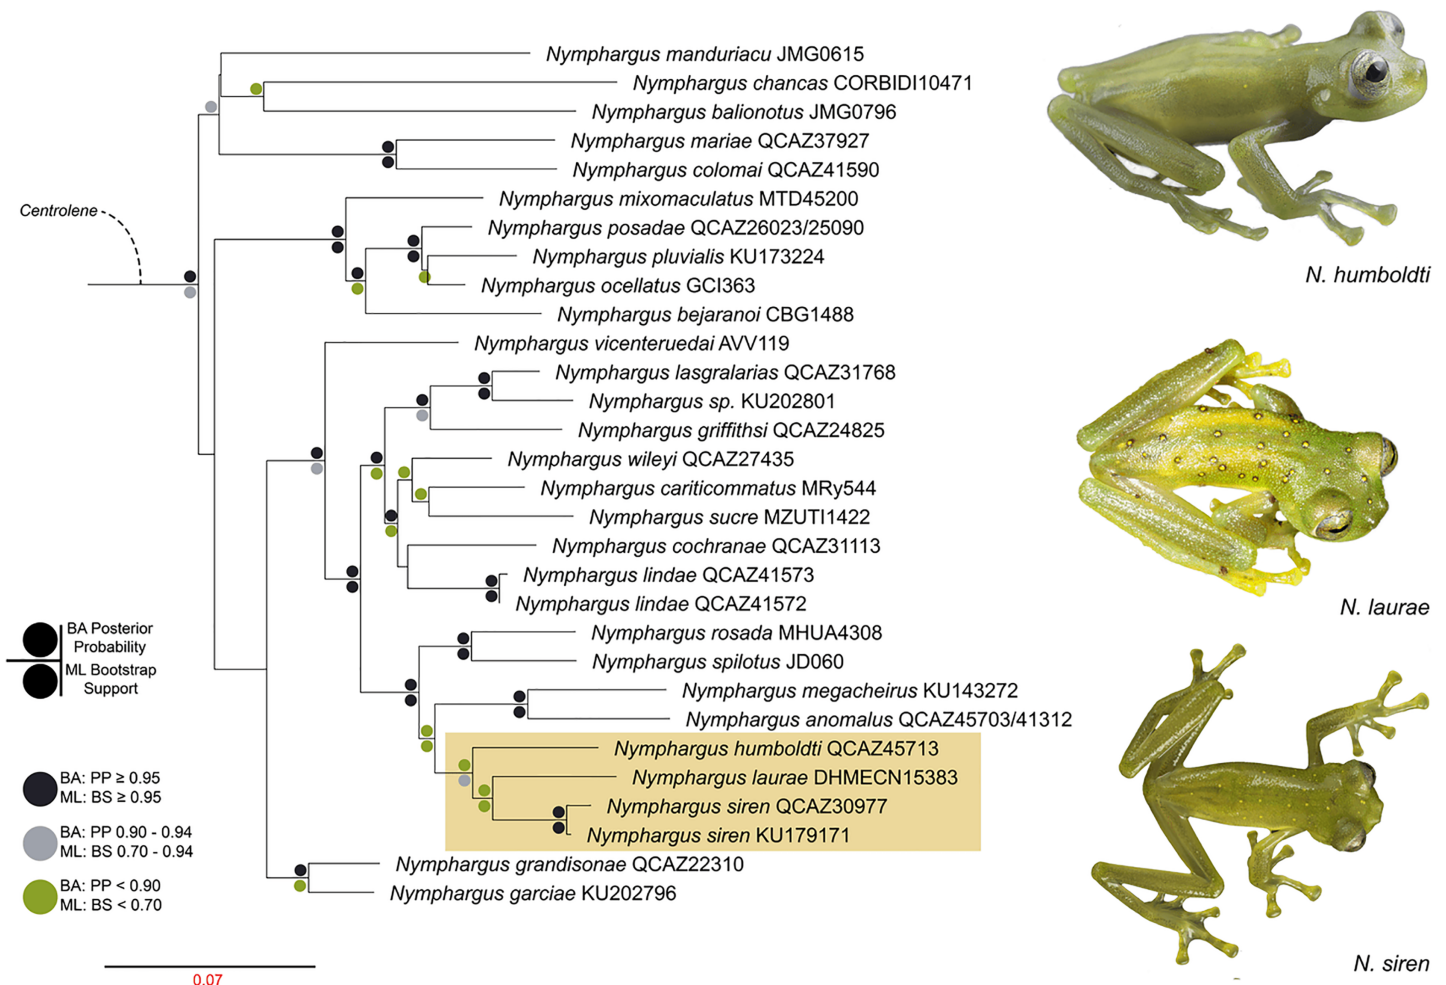 Nymphargus manduriacu JMG0615
Nymphargus chancas CORBIDI10471
Nymphargus balionotus JMG0796
Nymphargus mariae QCAZ37927
Nymphargus colomai QCAZ41590
Nymphargus mixomaculatus MTD45200
Centrolene
Nymphargus posadae QCAZ26023/25090
Nymphargus pluvialis KU173224
N. humboldti
Nymphargus ocellatus GCI363
Nymphargus bejaranoi CBG1488
Nymphargus vicenteruedai AVV119
Nymphargus lasgralarias QCAZ31768
Nymphargus sp. KU202801
Nymphargus griffithsi QCAZ24825
Nymphargus wileyi QCAZ27435
Nymphargus cariticommatus MRy544
Nymphargus sucre MZUTI1422
Nymphargus cochranae QCAZ31113
Nymphargus lindae QCAZ41573
Nymphargus lindae QCAZ41572
N. laurae
Nymphargus rosada MHUA4308
Nymphargus spilotus JD060
Nymphargus megacheirus KU143272
Nymphargus anomalus QCAZ45703/41312
Nymphargus humboldti QCAZ45713
Nymphargus laurae DHMECN15383
Nymphargus siren QCAZ30977
Nymphargus siren KU179171
Nymphargus grandisonae QCAZ22310
Nymphargus garciae KU202796
N. siren
BA Posterior
Probability
ML Bootstrap
Support
BA: PP ≥ 0.95
ML: BS ≥ 0.95
BA: PP 0.90 - 0.94
ML: BS 0.70 - 0.94
BA: PP < 0.90
ML: BS < 0.70
0.07